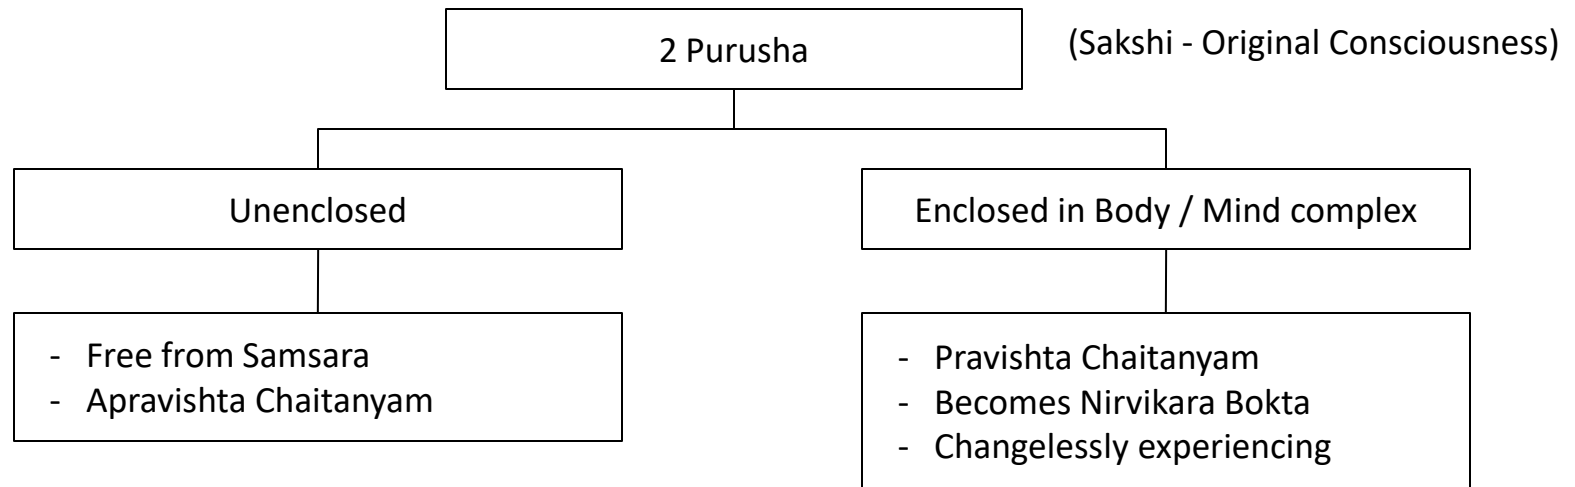 2 Purusha
(Sakshi - Original Consciousness)
Unenclosed
Enclosed in Body / Mind complex
- Free from Samsara
- Apravishta Chaitanyam
- Pravishta Chaitanyam
- Becomes Nirvikara Bokta
- Changelessly experiencing